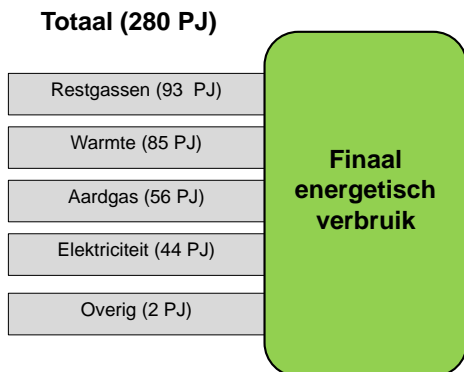 Totaal (280 PJ)
Restgassen (93 PJ)
Warmte (85 PJ)
Aardgas (56 PJ)
Elektriciteit (44 PJ)
Overig (2 PJ)
Finaal
energetisch
verbruik